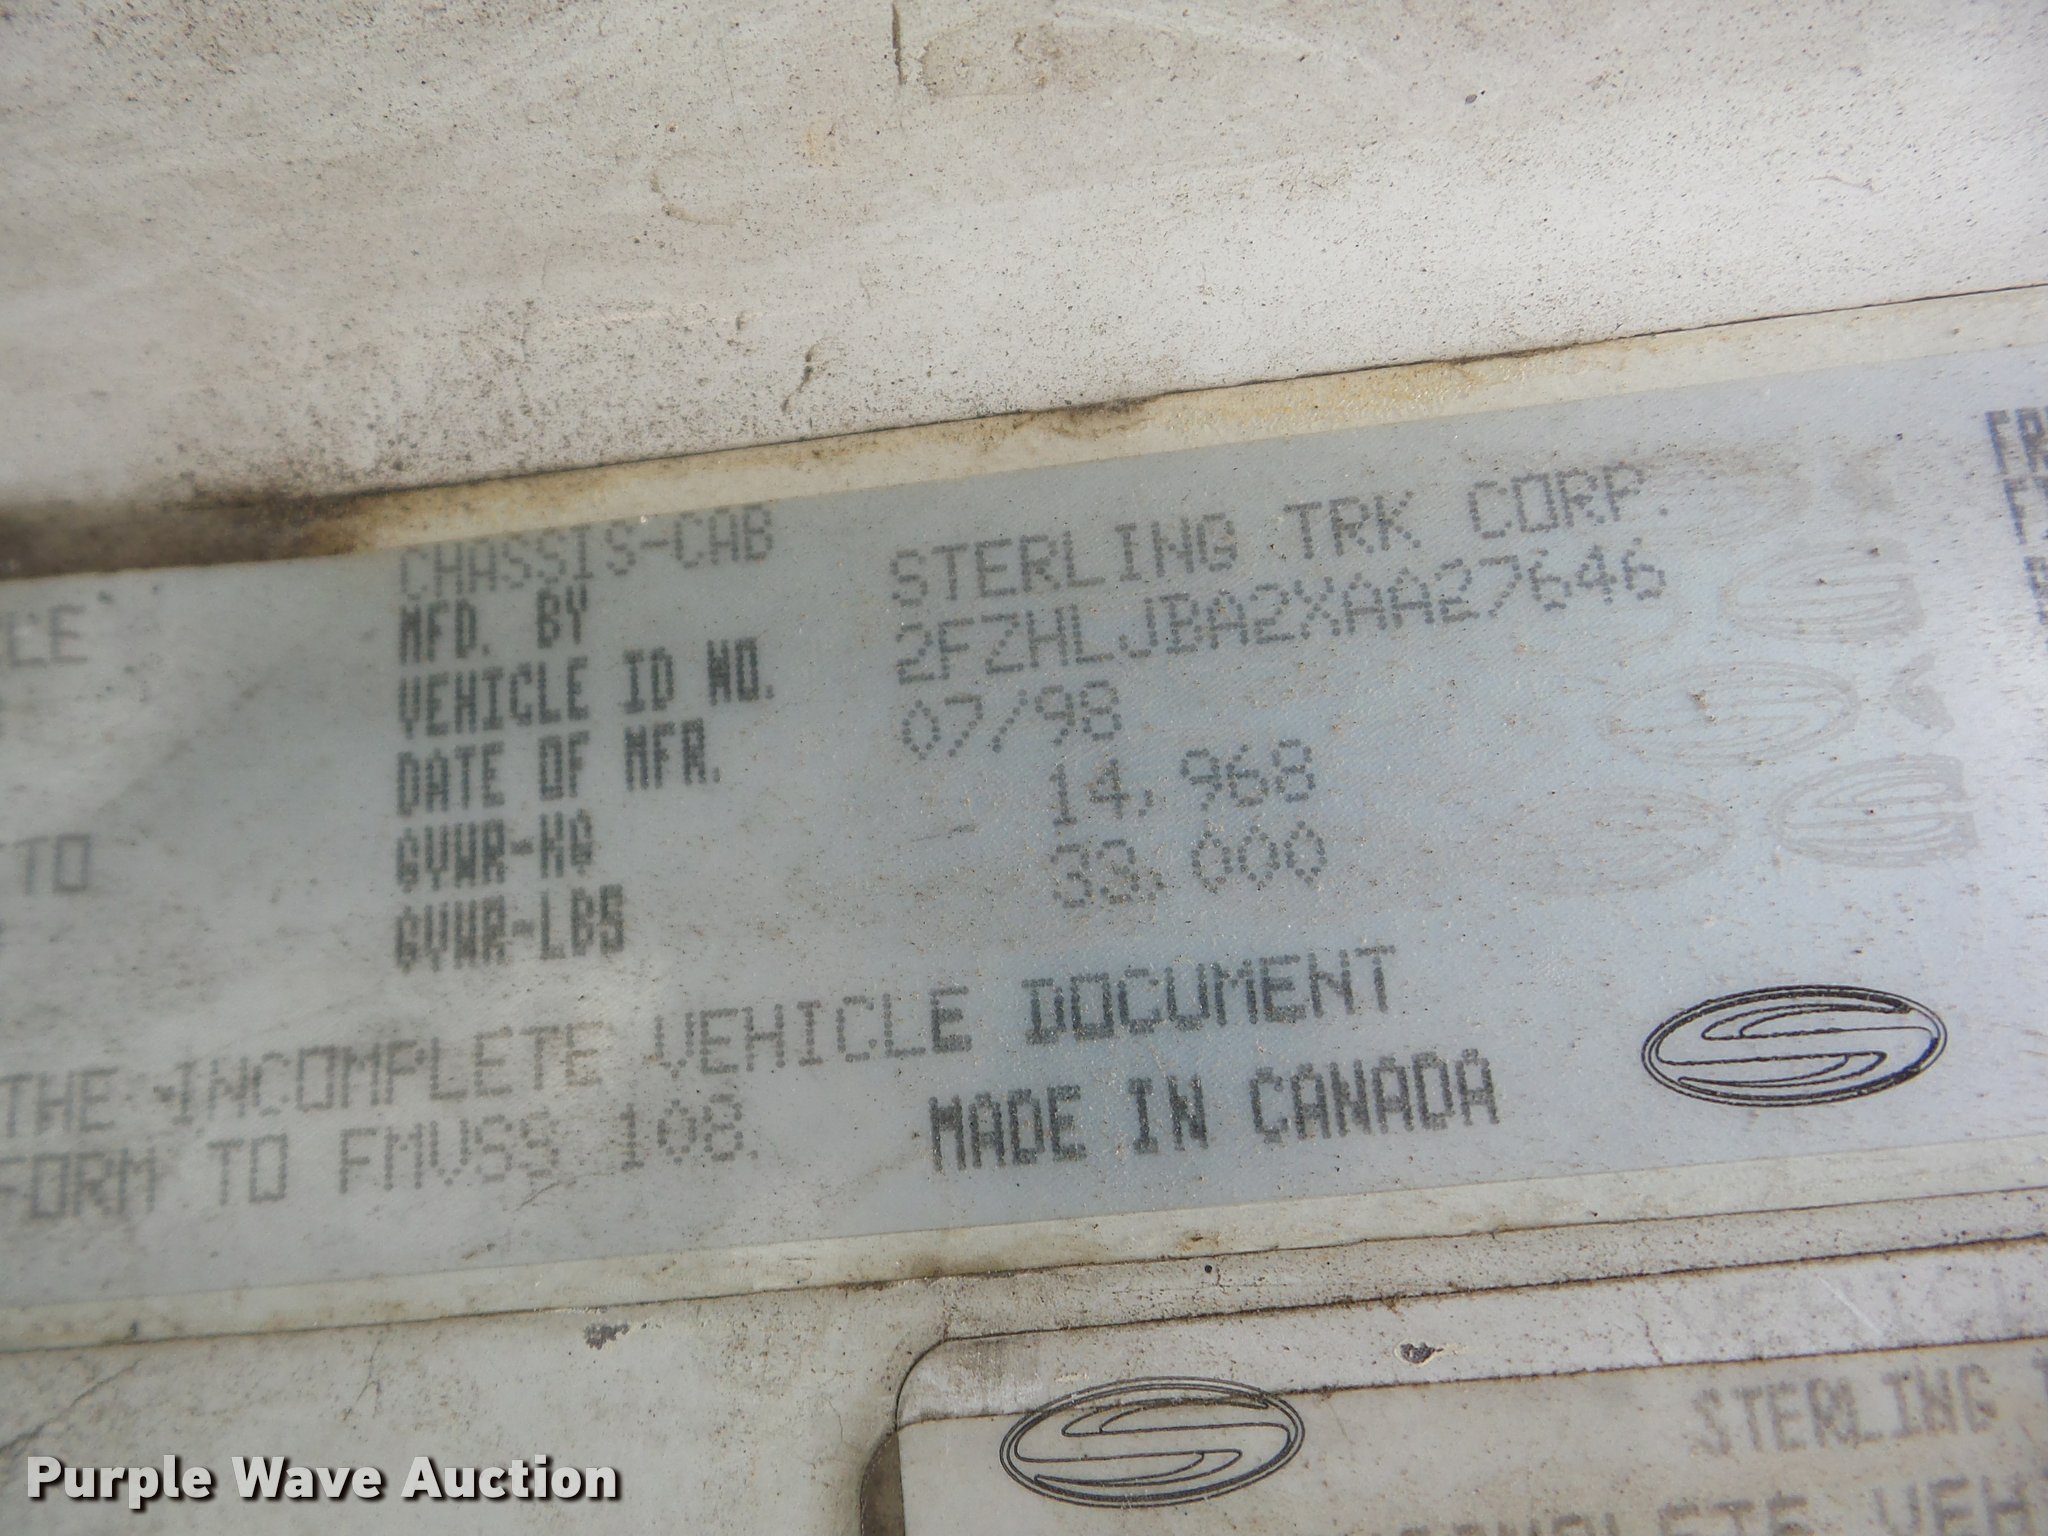 CHASSIS-CAB
MFD. BY STERLING TRK CORP.
VEHICLE ID NO. 2FZHLJBA2XAA27646
DATE OF MFR. 07/98
GVWR-KG 14, 968
TO
GVWR-LBS 33, 000
THE INCOMPLETE VEHICLE DOCUMENT
FORM TO FMVSS 108.
MADE IN CANADA
STERLING
Purple Wave Auction